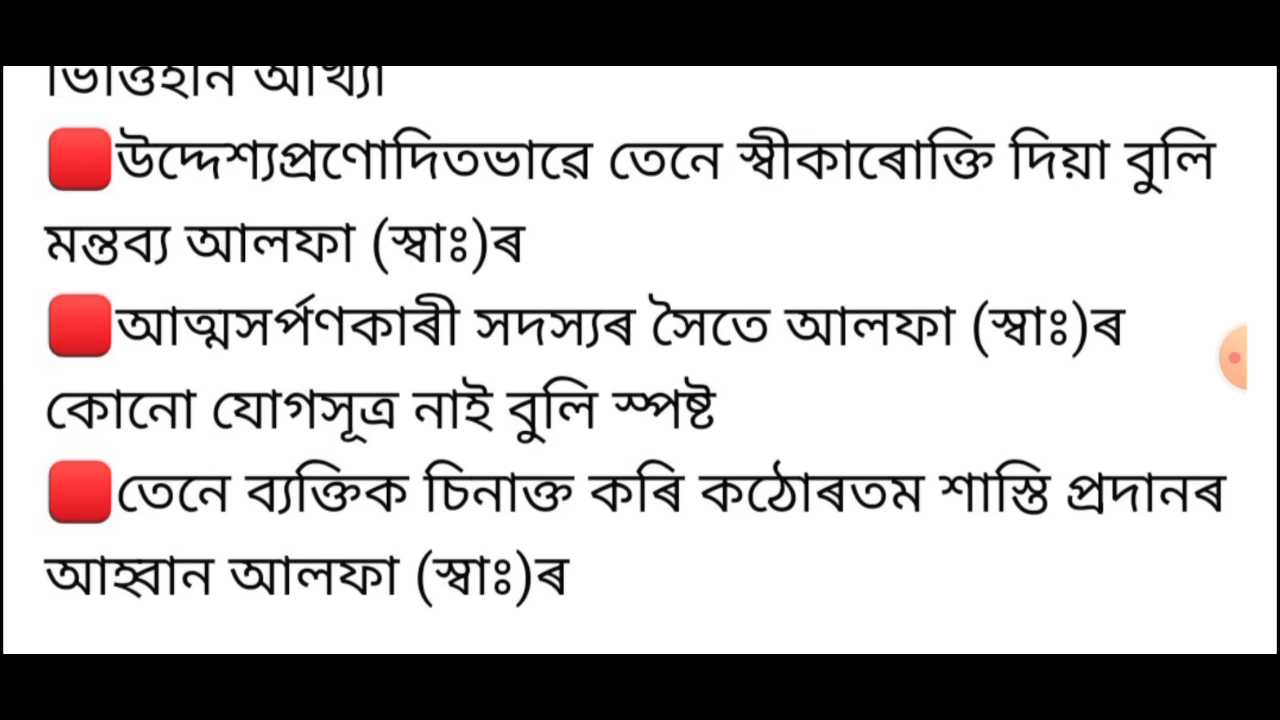 ভিত্তিহীন আখ্যা
🟥উদ্দেশ্যপ্ৰণোদিতভাৱে তেনে স্বীকাৰোক্তি দিয়া বুলি
মন্তব্য আলফা (স্বাঃ)ৰ
🟥আত্মসৰ্পণকাৰী সদস্যৰ সৈতে আলফা (স্বাঃ)ৰ
কোনো যোগসূত্ৰ নাই বুলি স্পষ্ট
🟥তেনে ব্যক্তিক চিনাক্ত কৰি কঠোৰতম শাস্তি প্ৰদানৰ
আহ্বান আলফা (স্বাঃ)ৰ